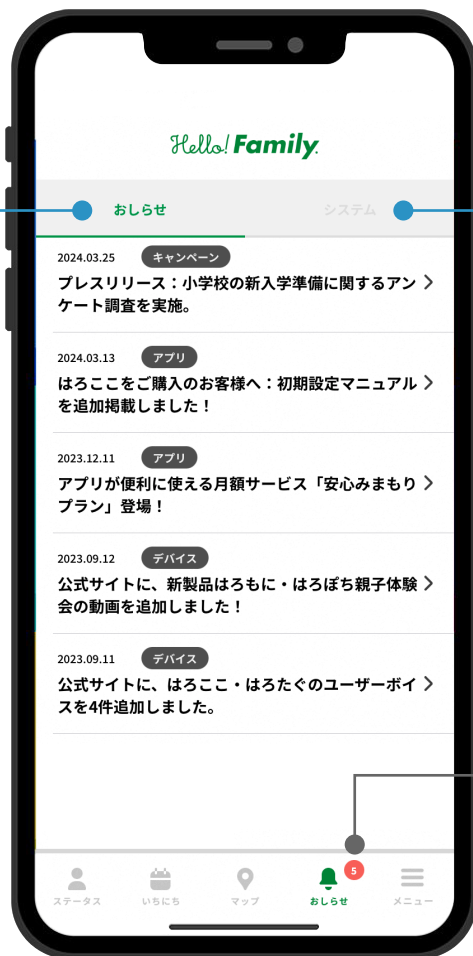 Hello! Family.
おしらせ
システム
2024.03.25 キャンペーン
プレスリリース：小学校の新入学準備に関するアン
ケート調査を実施。
2024.03.13 アプリ
はろここをご購入のお客様へ：初期設定マニュアル
を追加掲載しました！
2023.12.11 アプリ
アプリが便利に使える月額サービス「安心みまもり
プラン」登場！
2023.09.12 デバイス
公式サイトに、新製品はろもに・はろぽち親子体験
会の動画を追加しました！
2023.09.11 デバイス
公式サイトに、はろここ・はろたぐのユーザーボイ
スを4件追加しました。
5
ステータス
いちにち
マップ
おしらせ
メニュー